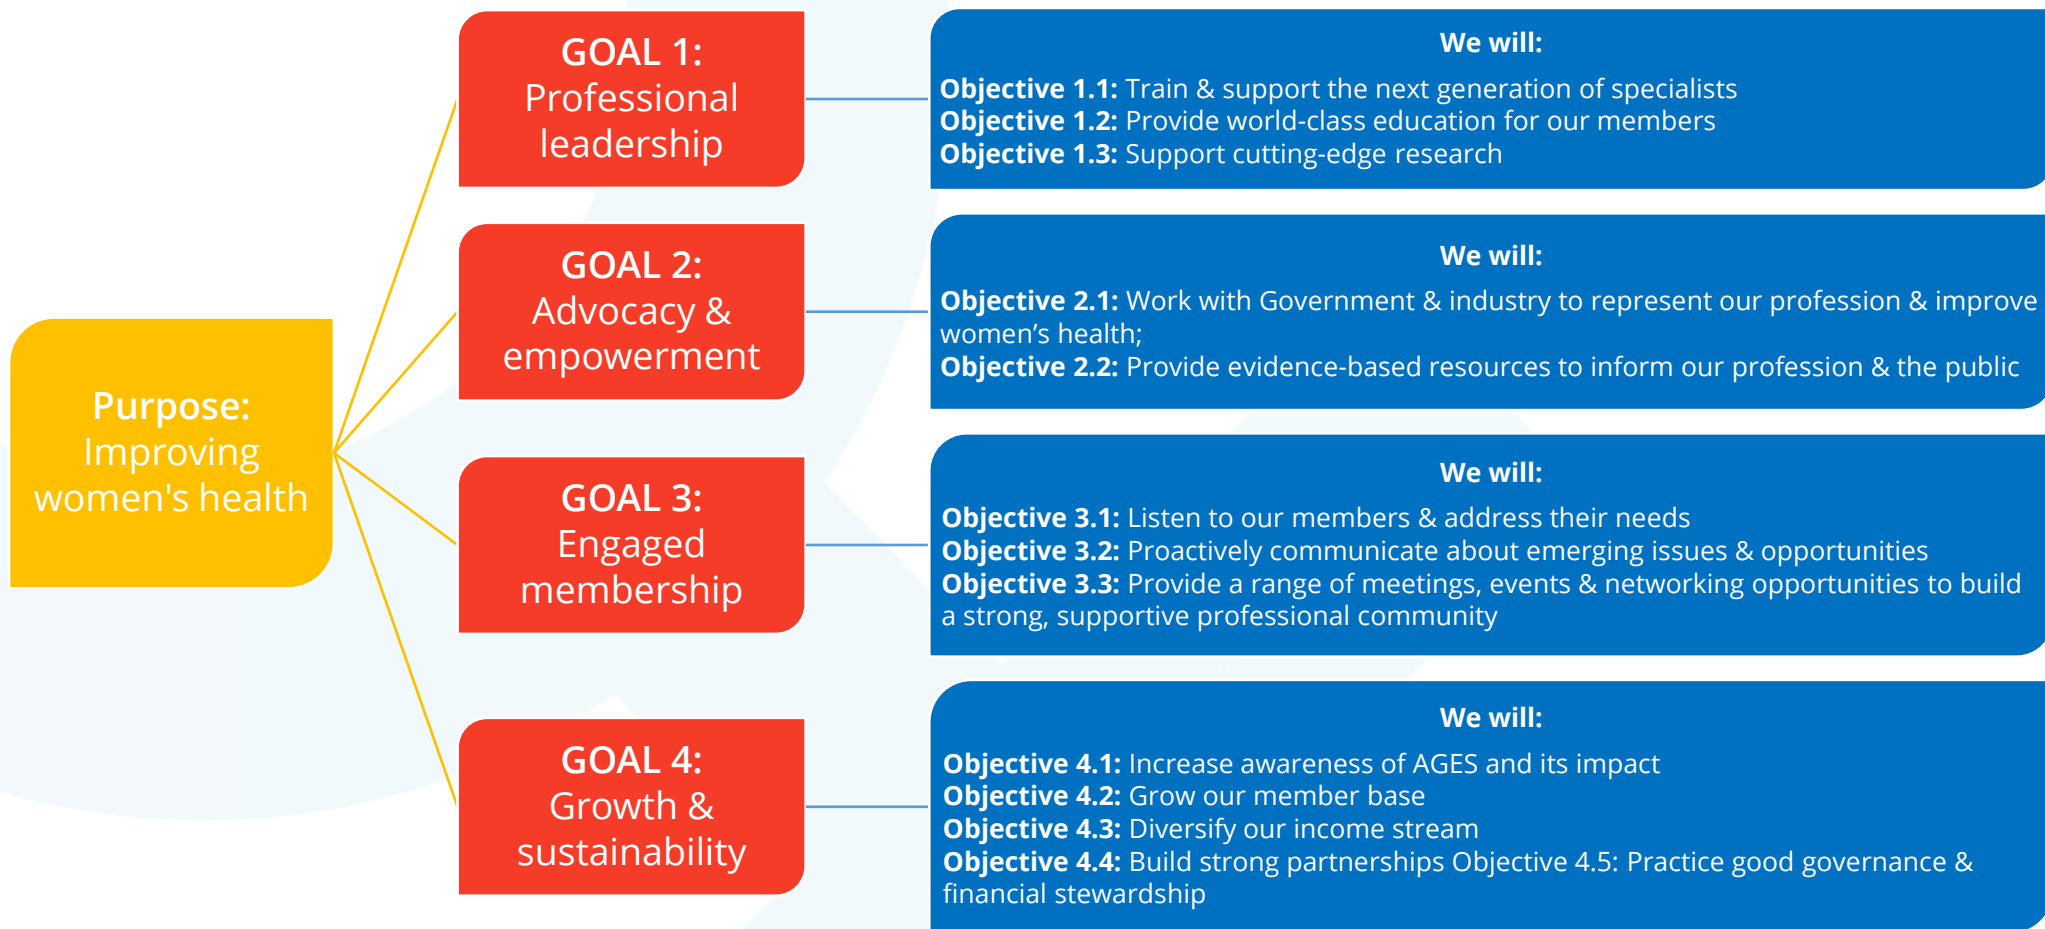 Purpose:
Improving
women's health
GOAL 1:
Professional
leadership
We will:
Objective 1.1: Train & support the next generation of specialists
Objective 1.2: Provide world-class education for our members
Objective 1.3: Support cutting-edge research
GOAL 2:
Advocacy &
empowerment
We will:
Objective 2.1: Work with Government & industry to represent our profession & improve
women’s health;
Objective 2.2: Provide evidence-based resources to inform our profession & the public
GOAL 3:
Engaged
membership
We will:
Objective 3.1: Listen to our members & address their needs
Objective 3.2: Proactively communicate about emerging issues & opportunities
Objective 3.3: Provide a range of meetings, events & networking opportunities to build
a strong, supportive professional community
GOAL 4:
Growth &
sustainability
We will:
Objective 4.1: Increase awareness of AGES and its impact
Objective 4.2: Grow our member base
Objective 4.3: Diversify our income stream
Objective 4.4: Build strong partnerships Objective 4.5: Practice good governance &
financial stewardship